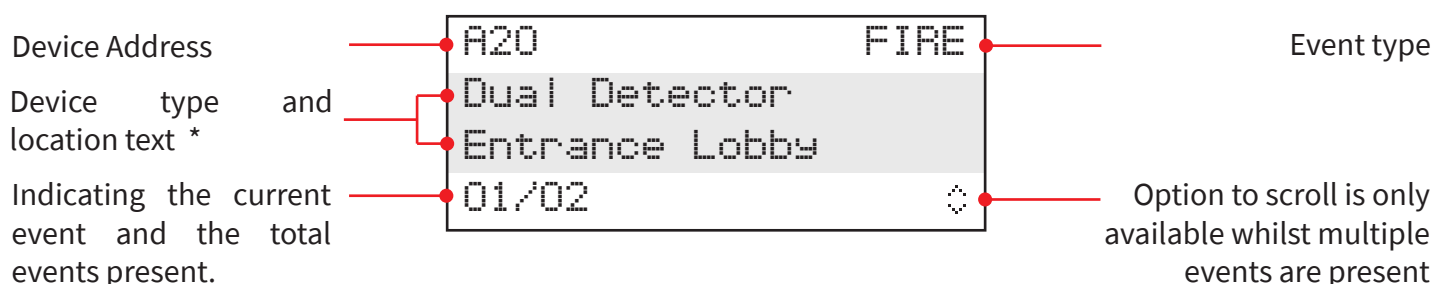 Device Address
Device type and
location text *
Indicating the current
event and the total
events present.
A20 FIRE
Dual Detector
Entrance Lobby
01/02
Event type
Option to scroll is only
available whilst multiple
events are present